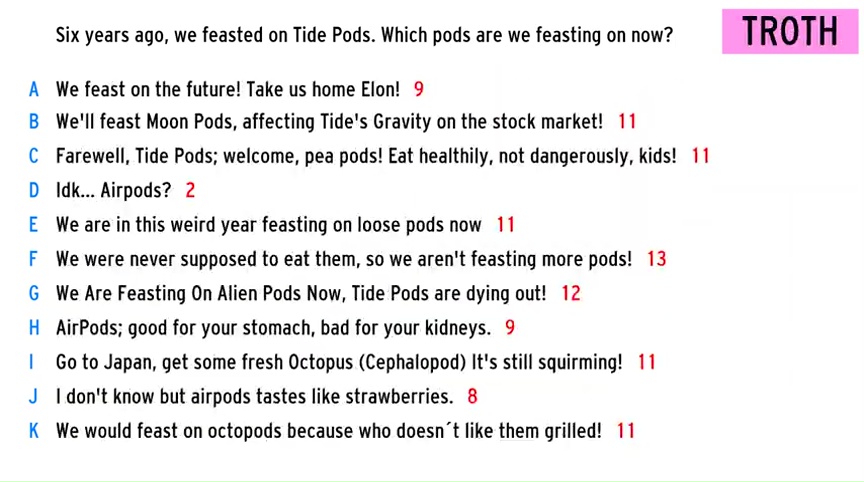 Six years ago, we feasted on Tide Pods. Which pods are we feasting on now?
TROTH
A We feast on the future! Take us home Elon! 9
B We'll feast Moon Pods, affecting Tide's Gravity on the stock market! 11
C Farewell, Tide Pods; welcome, pea pods! Eat healthily, not dangerously, kids! 11
D Idk... Airpods? 2
E We are in this weird year feasting on loose pods now 11
F We were never supposed to eat them, so we aren't feasting more pods! 13
G We Are Feasting On Alien Pods Now, Tide Pods are dying out! 12
H AirPods; good for your stomach, bad for your kidneys. 9
I Go to Japan, get some fresh Octopus (Cephalopod) It's still squirming! 11
J I don't know but airpods tastes like strawberries. 8
K We would feast on octopods because who doesn´t like them grilled! 11